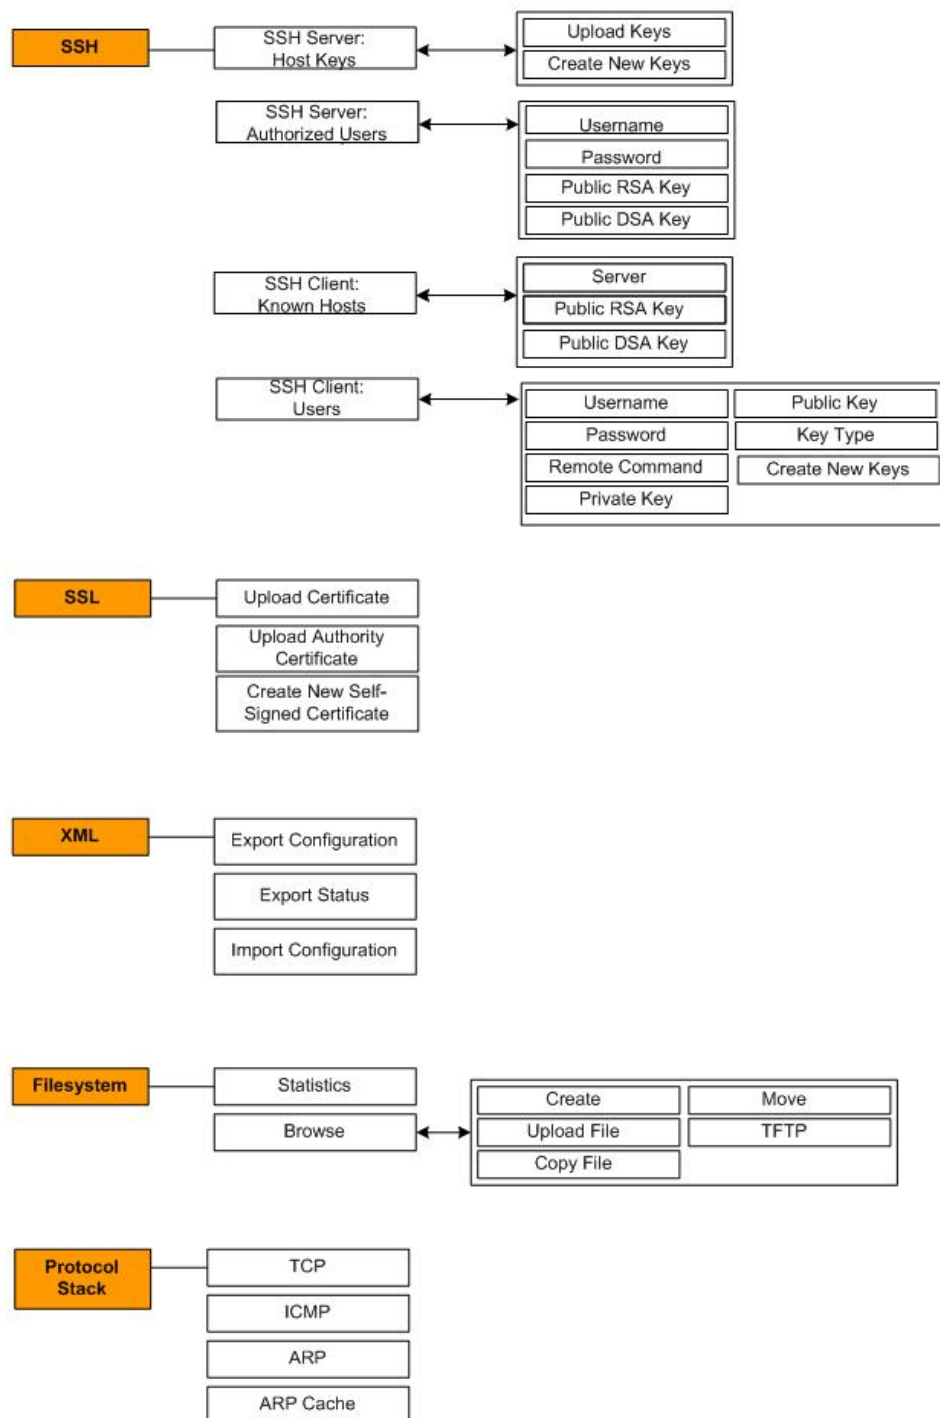 SSH
SSH Server:
Host Keys
Upload Keys
Create New Keys
SSH Server:
Authorized Users
Username
Password
Public RSA Key
Public DSA Key
SSH Client:
Known Hosts
Server
Public RSA Key
Public DSA Key
SSH Client:
Users
Username
Public Key
Password
Key Type
Remote Command
Create New Keys
Private Key
SSL
Upload Certificate
Upload Authority
Certificate
Create New Self-
Signed Certificate
XML
Export Configuration
Export Status
Import Configuration
Filesystem
Statistics
Browse
Create
Move
Upload File
TFTP
Copy File
Protocol
Stack
TCP
ICMP
ARP
ARP Cache